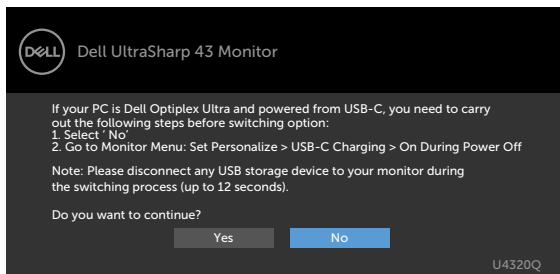 DELL
Dell UltraSharp 43 Monitor
If your PC is Dell Optiplex Ultra and powered from USB-C, you need to carry
out the following steps before switching option:
1. Select ‘ No’
2. Go to Monitor Menu: Set Personalize > USB-C Charging > On During Power Off
Note: Please disconnect any USB storage device to your monitor during
the switching process (up to 12 seconds).
Do you want to continue?
Yes No
U4320Q